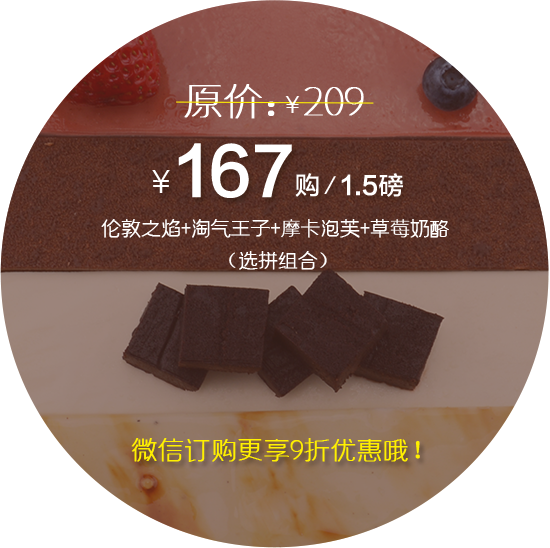 原价：￥209
￥167购/1.5磅
伦敦之焰+淘气王子+摩卡泡芙+草莓奶酪
（选拼组合）
微信订购更享9折优惠哦！